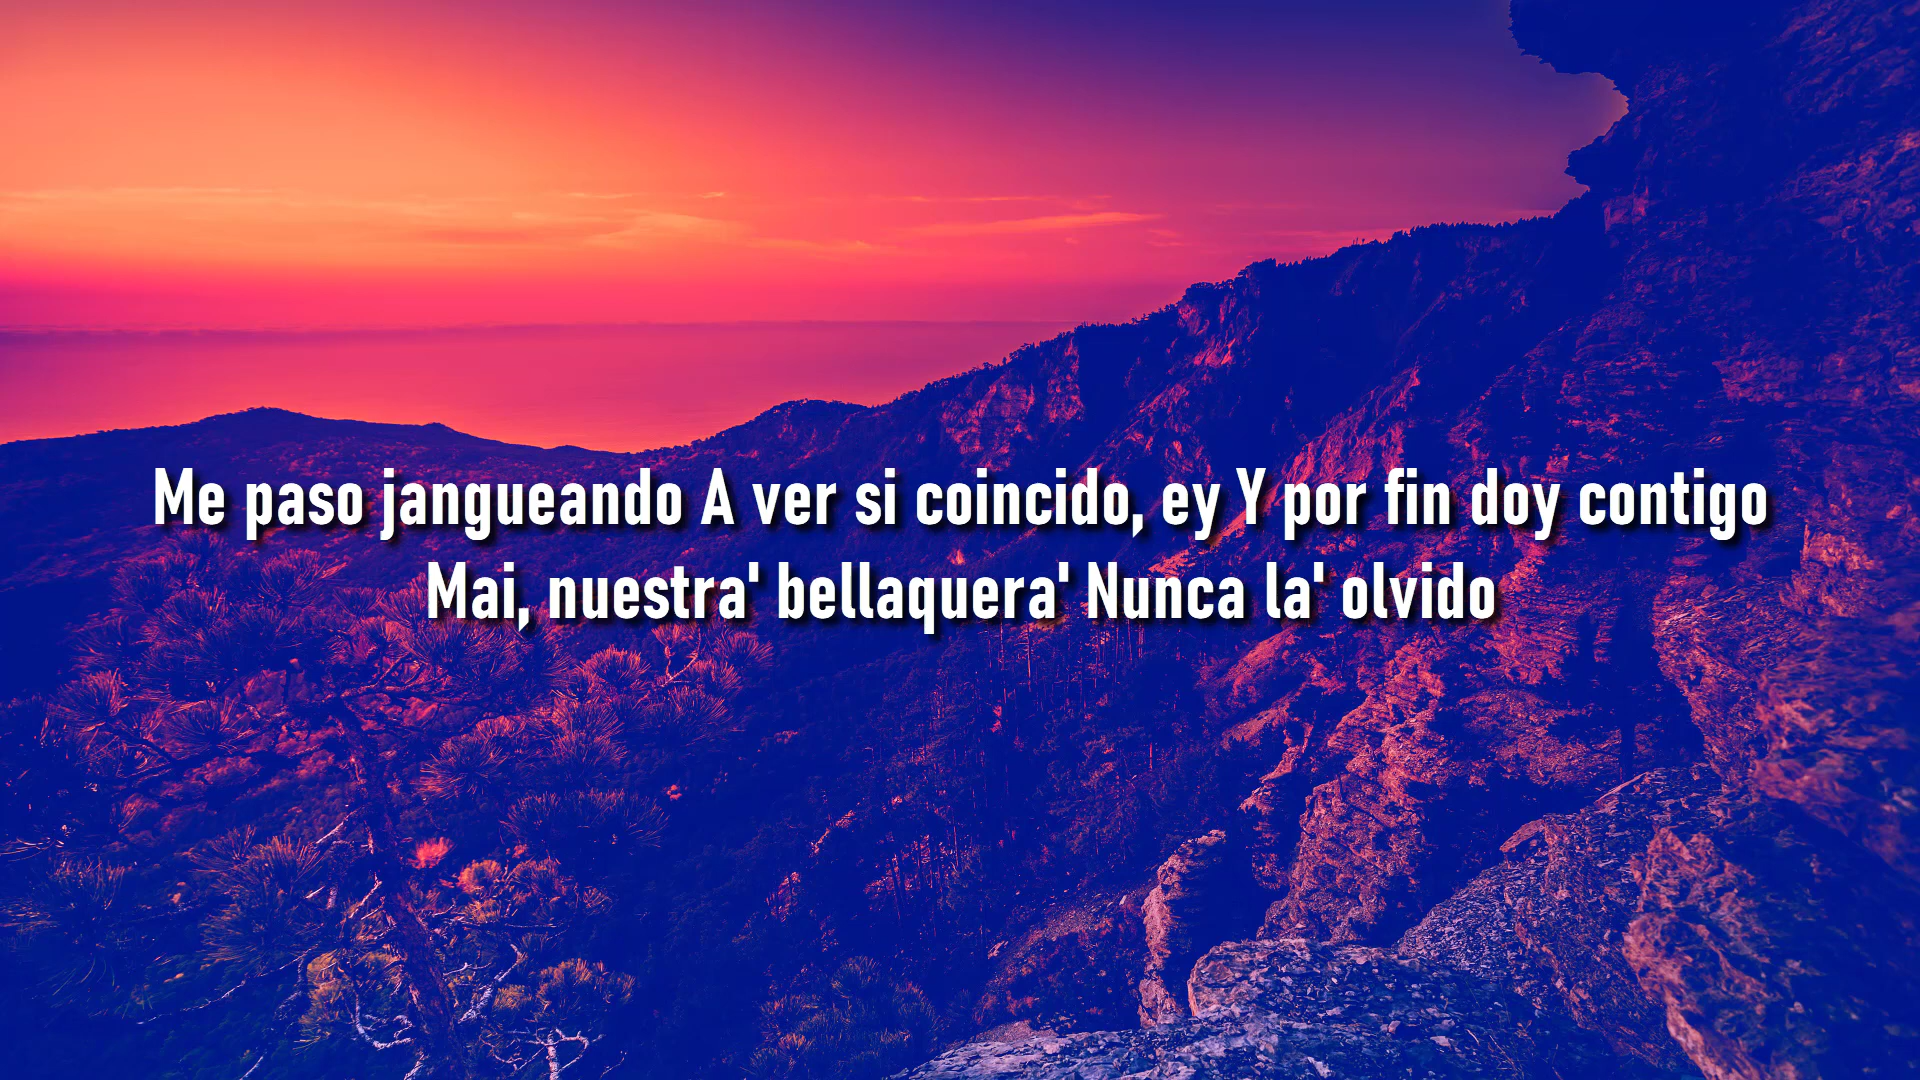 Me paso jangueando A ver si coincido, ey Y por fin doy contigo
Mai, nuestra' bellaquera' Nunca la' olvido